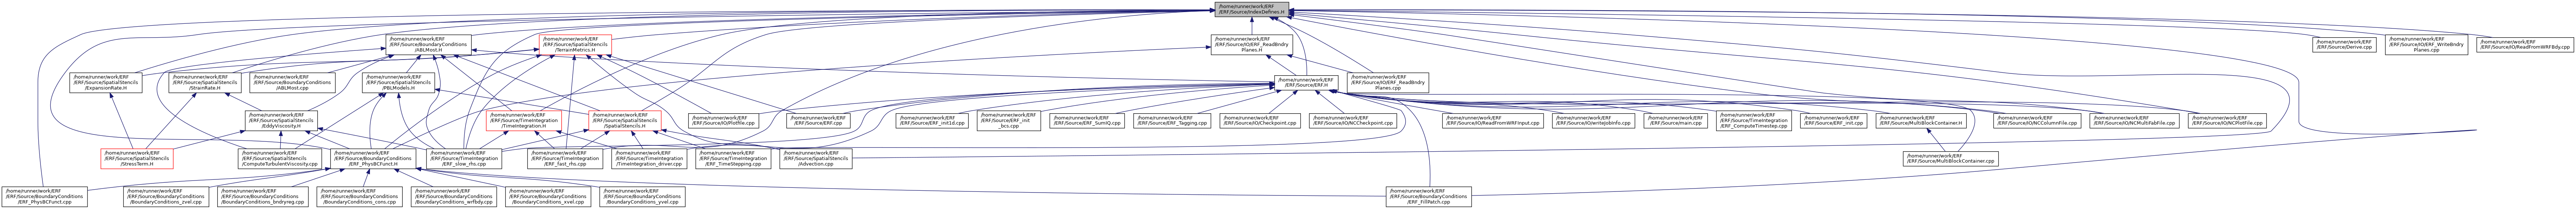 /home/runner/work/ERF
/ERF/Source/IndexDefines.H
/home/runner/work/ERF
/ERF/Source/BoundaryConditions
/ABLMost.H
/home/runner/work/ERF
/ERF/Source/SpatialStencils
/TerrainMetrics.H
/home/runner/work/ERF
/ERF/Source/IO/ERF_ReadBndry
Planes.H
/home/runner/work/ERF
/ERF/Source/Derive.cpp
/home/runner/work/ERF
/ERF/Source/IO/ERF_WriteBndry
Planes.cpp
/home/runner/work/ERF
/ERF/Source/IO/ReadFromWRFBdy.cpp
/home/runner/work/ERF
/ERF/Source/SpatialStencils
/ExpansionRate.H
/home/runner/work/ERF
/ERF/Source/SpatialStencils
/StrainRate.H
/home/runner/work/ERF
/ERF/Source/BoundaryConditions
/ABLMost.cpp
/home/runner/work/ERF
/ERF/Source/SpatialStencils
/PBLModels.H
/home/runner/work/ERF
/ERF/Source/ERF.H
/home/runner/work/ERF
/ERF/Source/IO/ERF_ReadBndry
Planes.cpp
/home/runner/work/ERF
/ERF/Source/SpatialStencils
/EddyViscosity.H
/home/runner/work/ERF
/ERF/Source/TimeIntegration
/TimeIntegration.H
/home/runner/work/ERF
/ERF/Source/SpatialStencils
/SpatialStencils.H
/home/runner/work/ERF
/ERF/Source/IO/Plotfile.cpp
/home/runner/work/ERF
/ERF/Source/ERF.cpp
/home/runner/work/ERF
/ERF/Source/ERF_init1d.cpp
/home/runner/work/ERF
/ERF/Source/ERF_init
_bcs.cpp
/home/runner/work/ERF
/ERF/Source/ERF_SumIQ.cpp
/home/runner/work/ERF
/ERF/Source/ERF_Tagging.cpp
/home/runner/work/ERF
/ERF/Source/IO/Checkpoint.cpp
/home/runner/work/ERF
/ERF/Source/IO/NCCheckpoint.cpp
/home/runner/work/ERF
/ERF/Source/IO/ReadFromWRFInput.cpp
/home/runner/work/ERF
/ERF/Source/IO/writeJobInfo.cpp
/home/runner/work/ERF
/ERF/Source/main.cpp
/home/runner/work/ERF
/ERF/Source/TimeIntegration
/ERF_ComputeTimestep.cpp
/home/runner/work/ERF
/ERF/Source/ERF_init.cpp
/home/runner/work/ERF
/ERF/Source/MultiBlockContainer.H
/home/runner/work/ERF
/ERF/Source/IO/NCColumnFile.cpp
/home/runner/work/ERF
/ERF/Source/IO/NCMultiFabFile.cpp
/home/runner/work/ERF
/ERF/Source/IO/NCPlotFile.cpp
/home/runner/work/ERF
/ERF/Source/SpatialStencils
/StressTerm.H
/home/runner/work/ERF
/ERF/Source/SpatialStencils
/ComputeTurbulentViscosity.cpp
/home/runner/work/ERF
/ERF/Source/BoundaryConditions
/ERF_PhysBCFunct.H
/home/runner/work/ERF
/ERF/Source/TimeIntegration
/ERF_slow_rhs.cpp
/home/runner/work/ERF
/ERF/Source/TimeIntegration
/ERF_fast_rhs.cpp
/home/runner/work/ERF
/ERF/Source/TimeIntegration
/TimeIntegration_driver.cpp
/home/runner/work/ERF
/ERF/Source/TimeIntegration
/ERF_TimeStepping.cpp
/home/runner/work/ERF
/ERF/Source/SpatialStencils
/Advection.cpp
/home/runner/work/ERF
/ERF/Source/MultiBlockContainer.cpp
/home/runner/work/ERF
/ERF/Source/BoundaryConditions
/ERF_PhysBCFunct.cpp
/home/runner/work/ERF
/ERF/Source/BoundaryConditions
/BoundaryConditions_zvel.cpp
/home/runner/work/ERF
/ERF/Source/BoundaryConditions
/BoundaryConditions_bndryreg.cpp
/home/runner/work/ERF
/ERF/Source/BoundaryConditions
/BoundaryConditions_cons.cpp
/home/runner/work/ERF
/ERF/Source/BoundaryConditions
/BoundaryConditions_wrfbdy.cpp
/home/runner/work/ERF
/ERF/Source/BoundaryConditions
/BoundaryConditions_xvel.cpp
/home/runner/work/ERF
/ERF/Source/BoundaryConditions
/BoundaryConditions_yvel.cpp
/home/runner/work/ERF
/ERF/Source/BoundaryConditions
/ERF_FillPatch.cpp